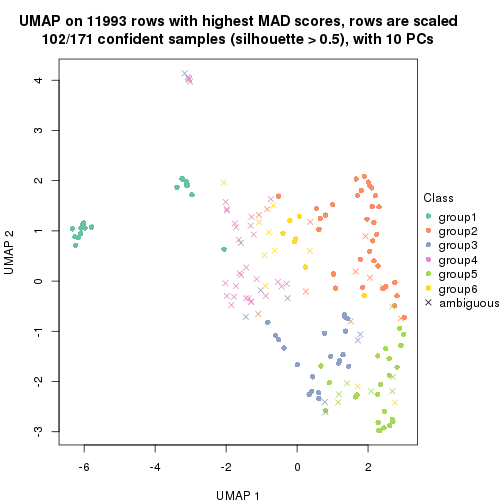 UMAP on 11993 rows with highest MAD scores, rows are scaled
102/171 confident samples (silhouette > 0.5), with 10 PCs
4
3
2
1
0
-1
-2
-3
UMAP 2
-6
-4
-2
0
2
UMAP 1
Class
group1
group2
group3
group4
group5
group6
ambiguous